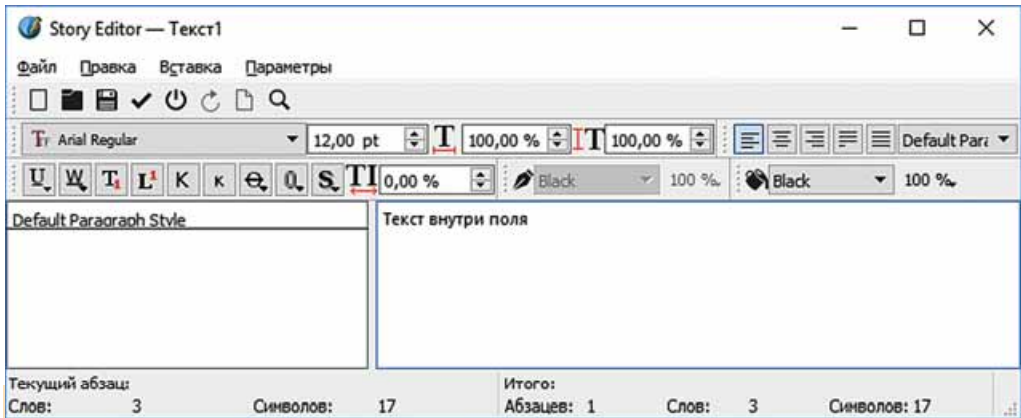 Story Editor — Текст1
Файл Правка Вставка Параметры
Arial Regular 12,00 pt 100,00 % 100,00 % Default Para
0,00 % Black 100 % Black 100 %
Default Paragraph Style Текст внутри поля
Текущий абзац: Итого:
Слов: 3 Символов: 17 Абзацев: 1 Слов: 3 Символов: 17